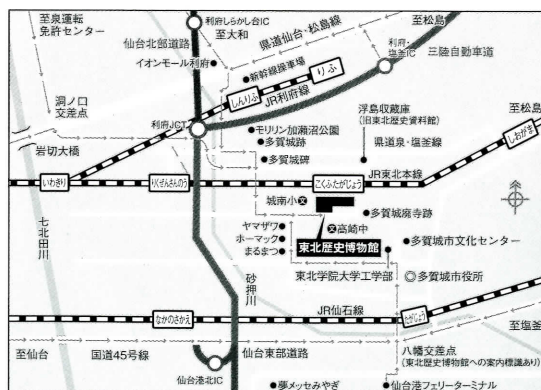 至泉運転
免許センター
利府しらかし台IC
至大和
仙台北部道路
イオンモール利府
県道仙台・松島線
至松島
利府・
塩釜IC
三陸自動車道
新幹線操車場
りふ
しんりふ
JR利府線
洞ノ口
交差点
利府JCT
モリリン加瀬沼公園
多賀城跡
多賀城碑
浮島収蔵庫
(旧東北歴史資料館)
県道泉・塩釜線
至松島
しおがま
岩切大橋
JR東北本線
いわきり
りくぜんさんのう
こくふたがじょう
城南小
文
多賀城廃寺跡
ヤマザワ
ホーマック
まるまつ
文
高崎中
東北歴史博物館
多賀城市文化センター
東北学院大学工学部
多賀城市役所
七北田川
砂押川
JR仙石線
なかのさかえ
たがじょう
至塩釜
至仙台
国道45号線
仙台東部道路
八幡交差点
(東北歴史博物館への案内標識あり)
仙台港北IC
夢メッセみやぎ
仙台港フェリーターミナル